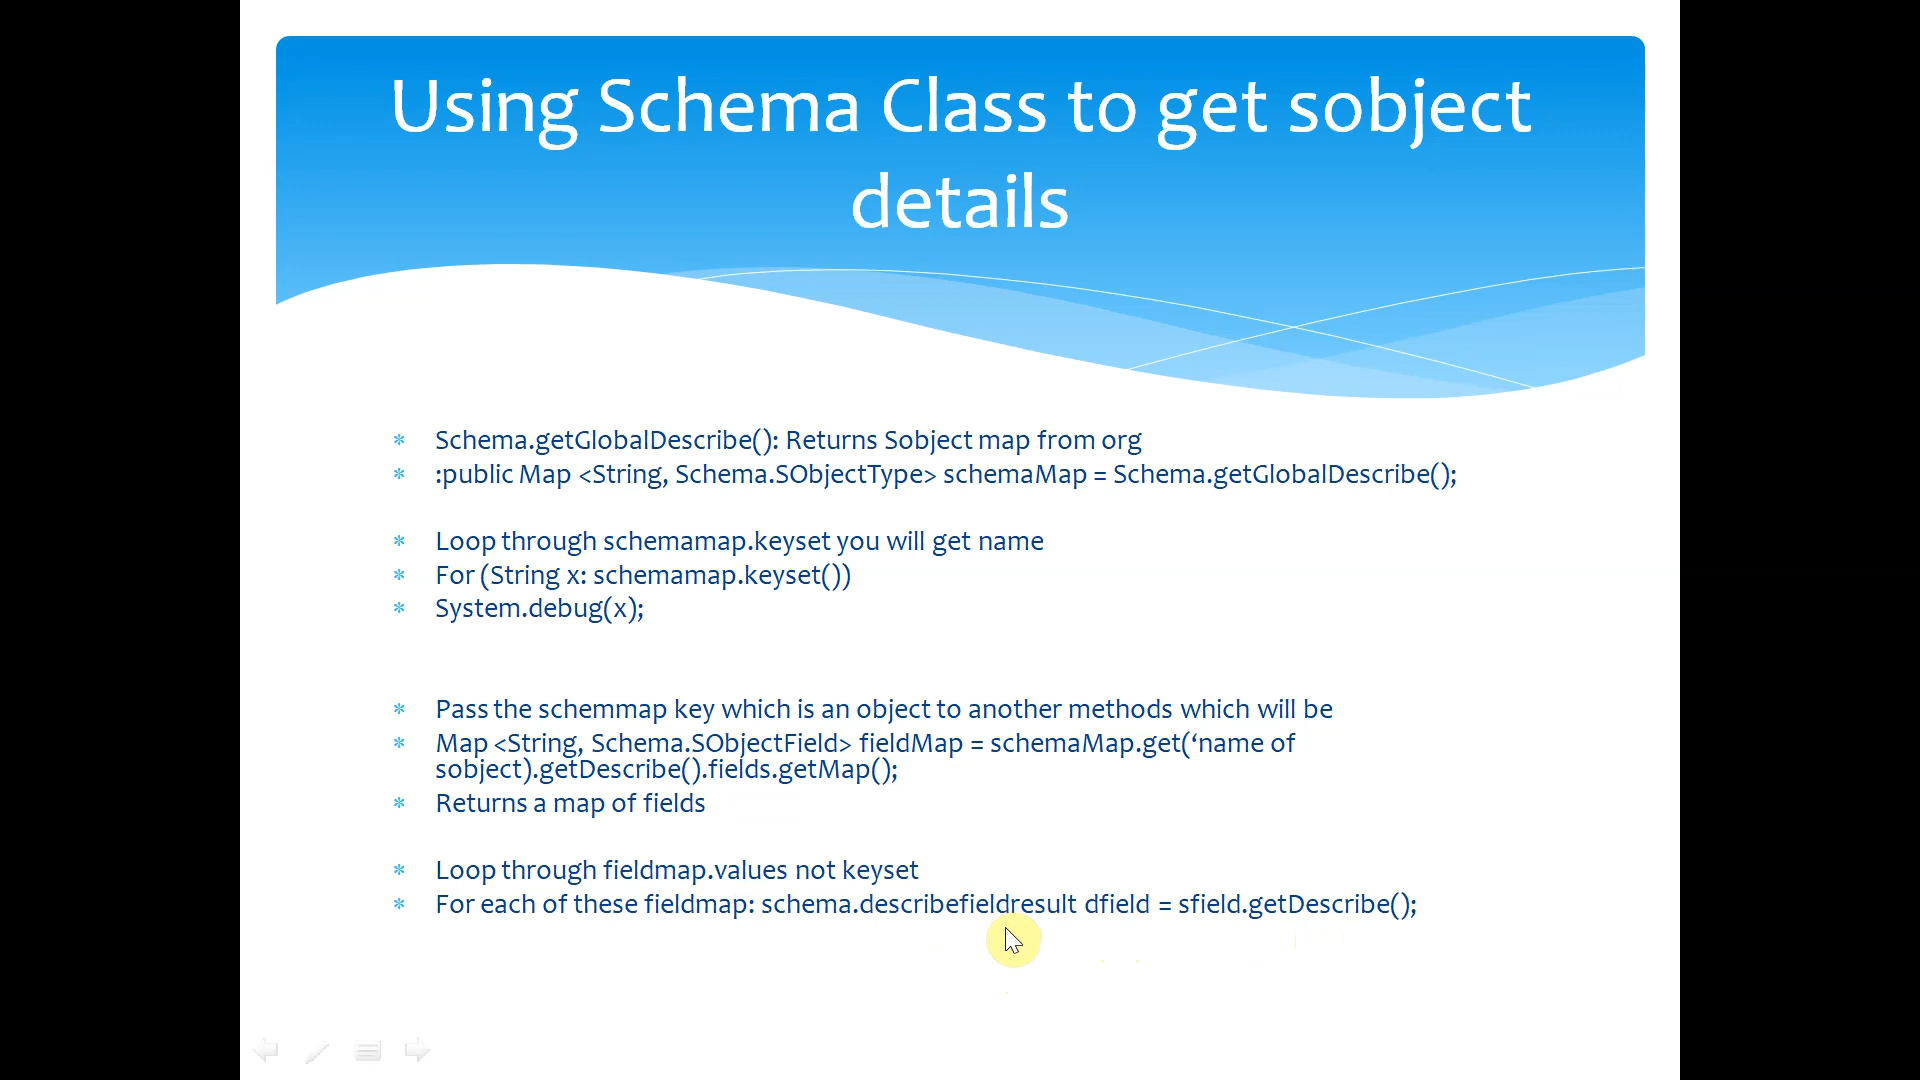 Using Schema Class to get sobject
details
* Schema.getGlobalDescribe(): Returns Sobject map from org
* :public Map <String, Schema.SObjectType> schemaMap = Schema.getGlobalDescribe();
* Loop through schemamap.keyset you will get name
* For (String x: schemamap.keyset())
* System.debug(x);
* Pass the schemmap key which is an object to another methods which will be
* Map <String, Schema.SObjectField> fieldMap = schemaMap.get(‘name of
sobject).getDescribe().fields.getMap();
* Returns a map of fields
* Loop through fieldmap.values not keyset
* For each of these fieldmap: schema.describefieldresult dfield = sfield.getDescribe();